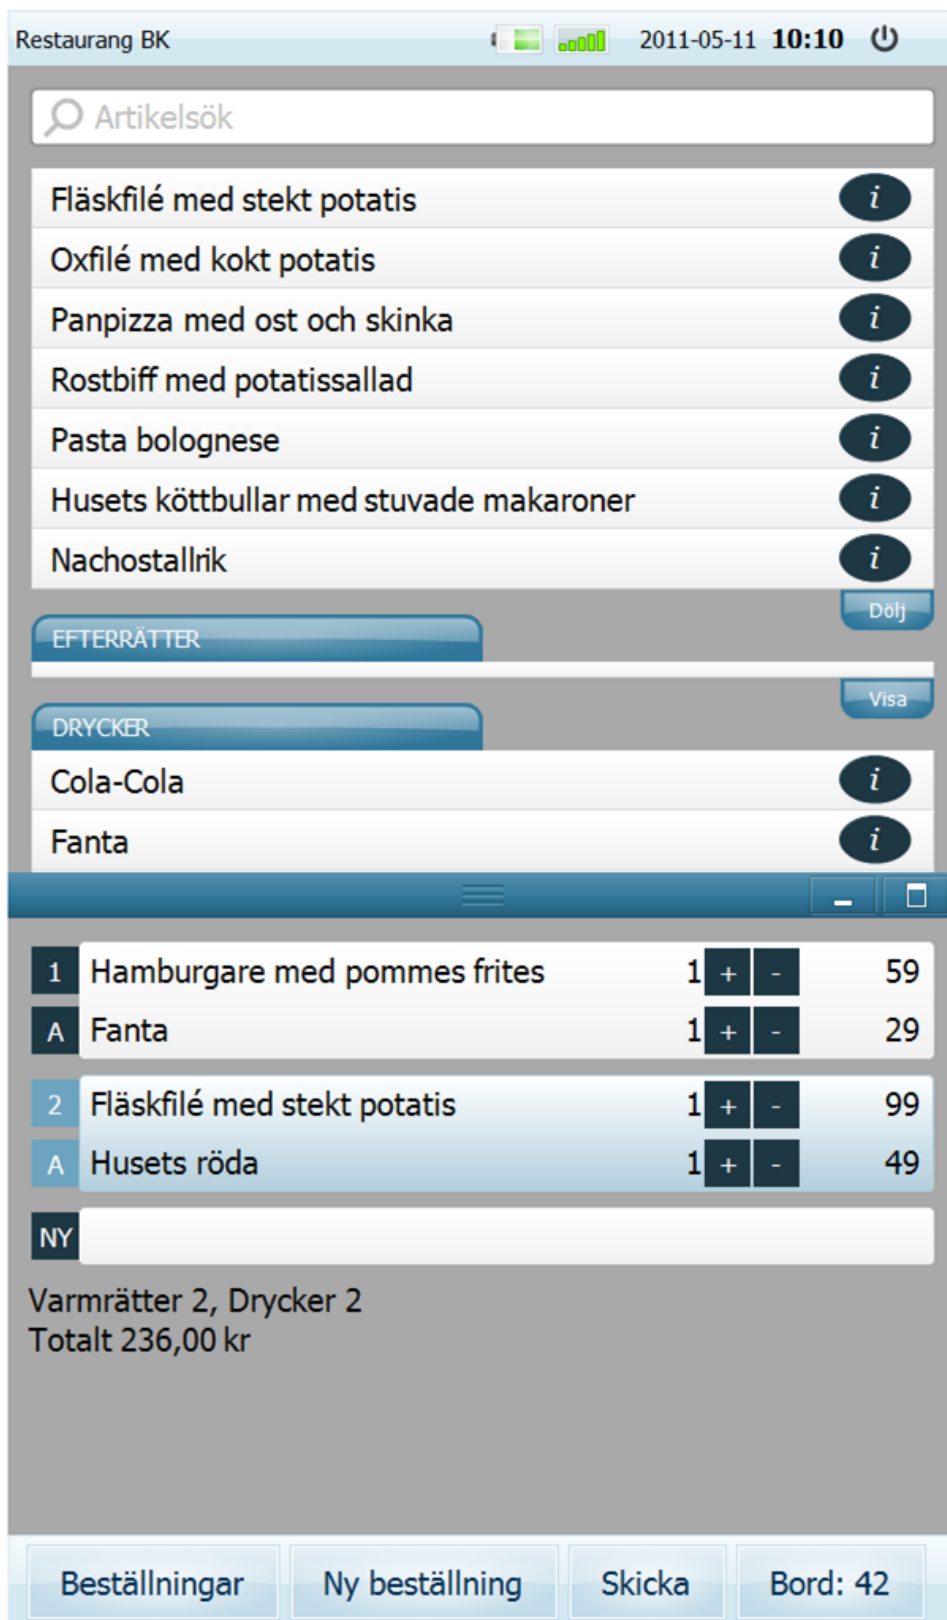 Restaurang BK 2011-05-11 10:10
Artikelsök
Fläskfilé med stekt potatis i
Oxfilé med kokt potatis i
Panpizza med ost och skinka i
Rostbiff med potatissallad i
Pasta bolognese i
Husets köttbullar med stuvade makaroner i
Nachostallrik i
Dölj
EFTERRÄTTER
Visa
DRYCKER
Cola-Cola i
Fanta i
1 Hamburgare med pommes frites 1 + - 59
A Fanta 1 + - 29
2 Fläskfilé med stekt potatis 1 + - 99
A Husets röda 1 + - 49
NY
Varmrätter 2, Drycker 2
Totalt 236,00 kr
Beställningar Ny beställning Skicka Bord: 42